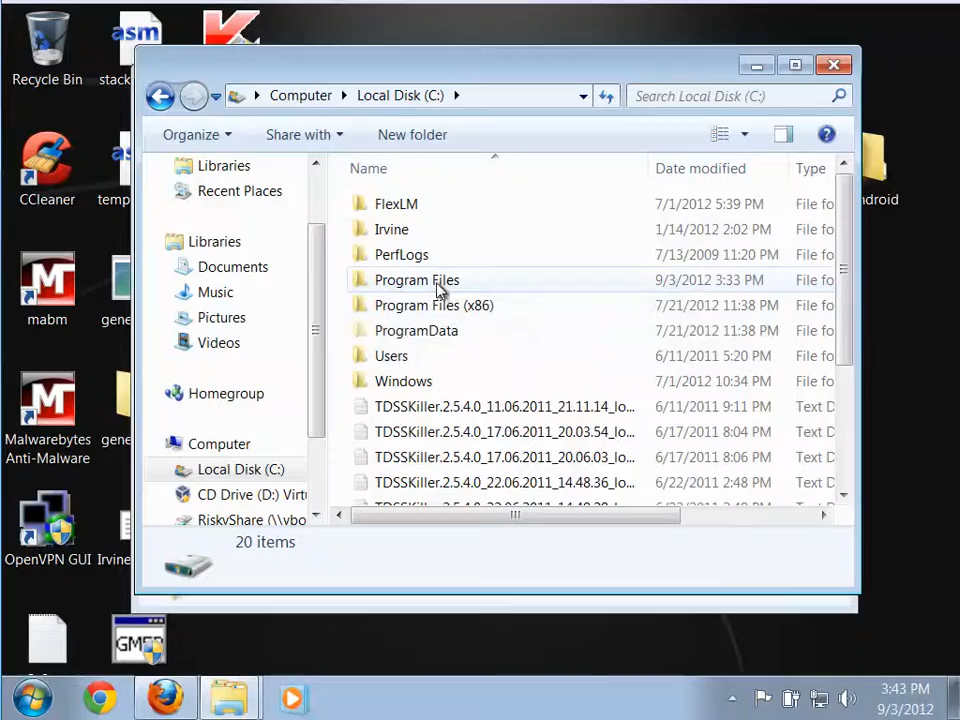 Recycle Bin
asm
stack
CCleaner
temp
mabm
gene
Malwarebytes
Anti-Malware
gene
OpenVPN GUI
Irvine
GMER
ndroid
Computer
Local Disk (C:)
Search Local Disk (C:)
Organize
Share with
New folder
Libraries
Recent Places
Libraries
Documents
Music
Pictures
Videos
Homegroup
Computer
Local Disk (C:)
CD Drive (D:) Virtu
RiskyShare (\\vbo
Name Date modified Type
FlexLM 7/1/2012 5:39 PM File fo
Irvine 1/14/2012 2:02 PM File fo
PerfLogs 7/13/2009 11:20 PM File fo
Program Files 9/3/2012 3:33 PM File fo
Program Files (x86) 7/21/2012 11:38 PM File fo
ProgramData 7/21/2012 11:38 PM File fo
Users 6/11/2011 5:20 PM File fo
Windows 7/1/2012 10:34 PM File fo
TDSSKiller.2.5.4.0_11.06.2011_21.11.14_lo... 6/11/2011 9:11 PM Text D
TDSSKiller.2.5.4.0_17.06.2011_20.03.54_lo... 6/17/2011 8:04 PM Text D
TDSSKiller.2.5.4.0_17.06.2011_20.06.03_lo... 6/17/2011 8:06 PM Text D
TDSSKiller.2.5.4.0_22.06.2011_14.48.36_lo... 6/22/2011 2:48 PM Text D
20 items
3:43 PM
9/3/2012